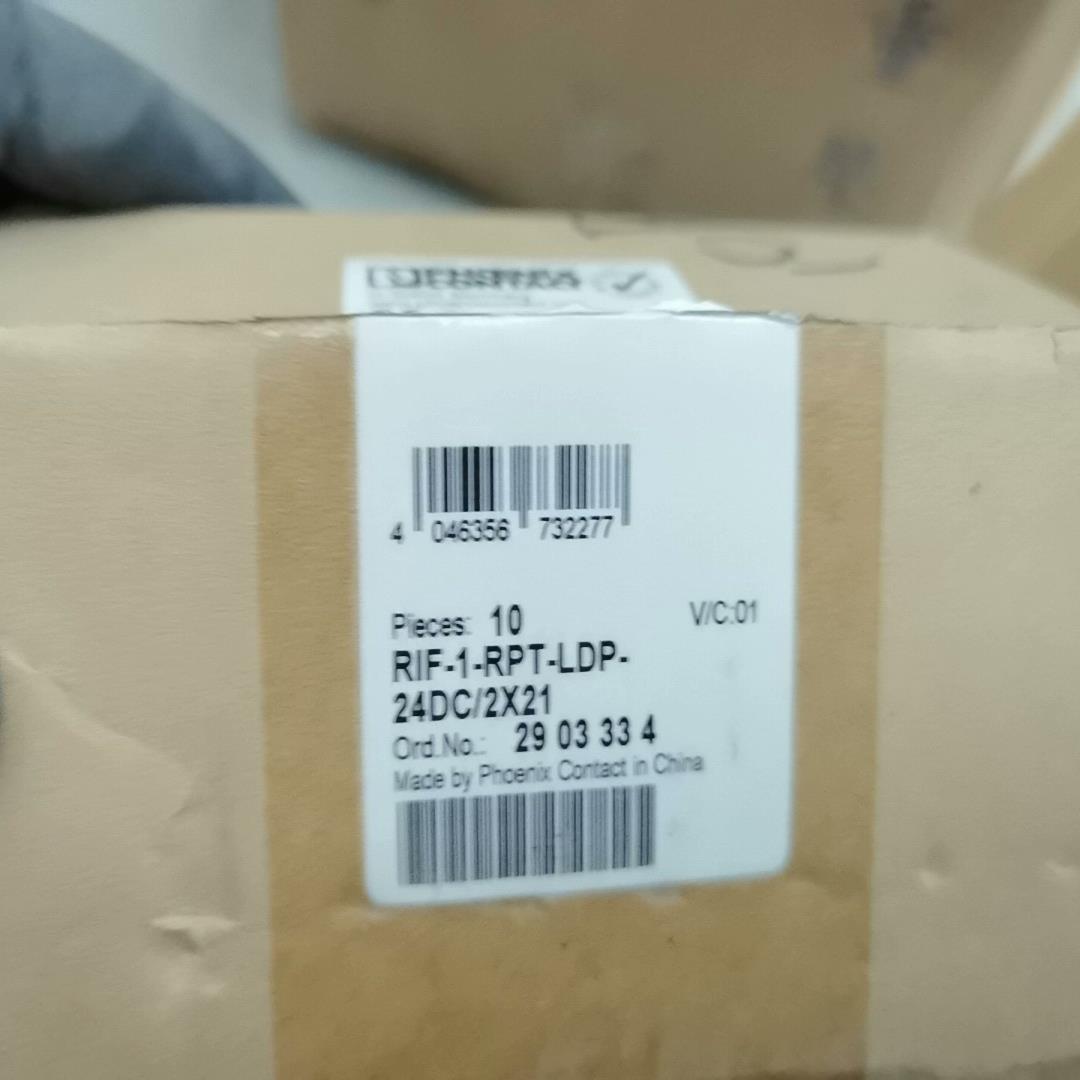 4 046356 732277
Pieces: 10 V/C:01
RIF-1-RPT-LDP-
24DC/2X21
Ord.No.: 29 03 33 4
Made by Phoenix Contact in China